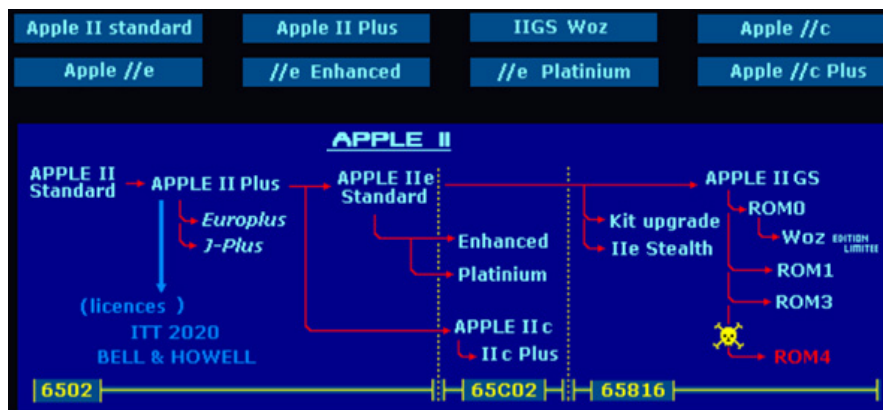 Apple II standard
Apple II Plus
IIGS Woz
Apple //c
Apple //e
//e Enhanced
//e Platinium
Apple //c Plus
APPLE II
APPLE II
Standard
APPLE II Plus
Europlus
J-Plus
(licences )
ITT 2020
BELL & HOWELL
APPLE IIe
Standard
Enhanced
Platinium
APPLE IIc
IIc Plus
Kit upgrade
IIe Stealth
APPLE IIGS
ROM0
Woz EDITION
LIMITEE
ROM1
ROM3
ROM4
6502
65C02
65816